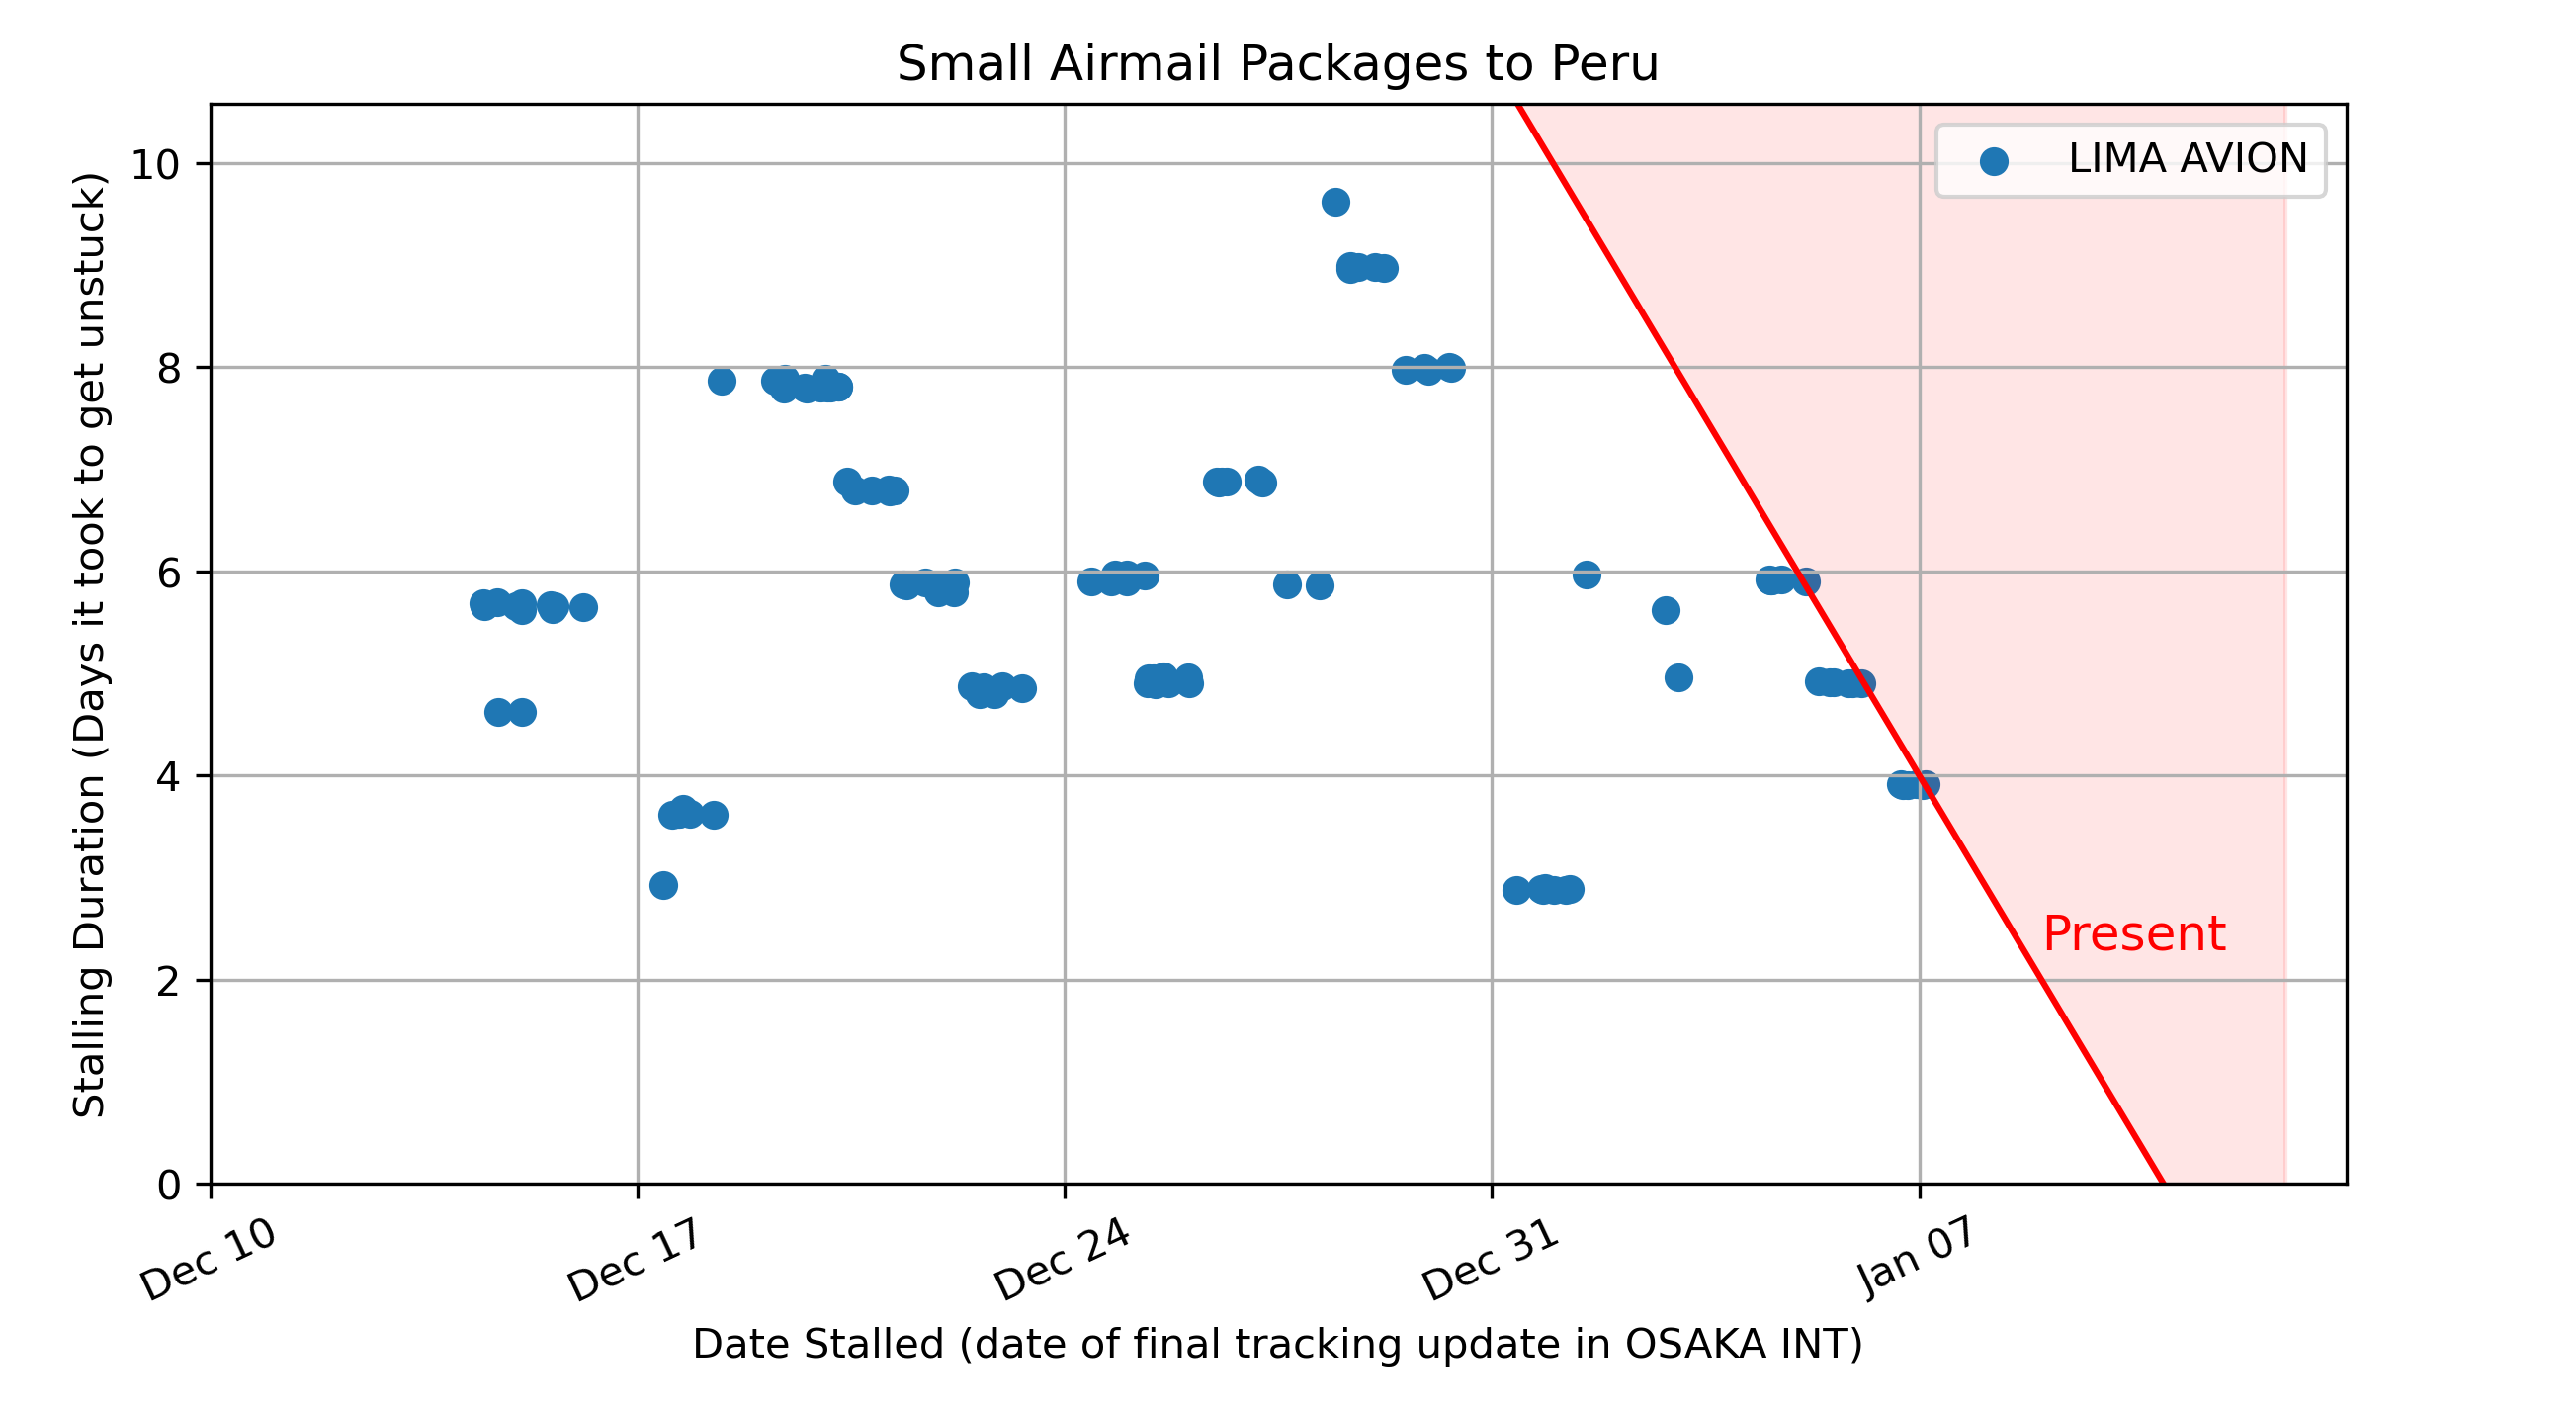 Small Airmail Packages to Peru
Stalling Duration (Days it took to get unstuck)
10
8
6
4
2
0
LIMA AVION
Present
Dec 10
Dec 17
Dec 24
Dec 31
Jan 07
Date Stalled (date of final tracking update in OSAKA INT)